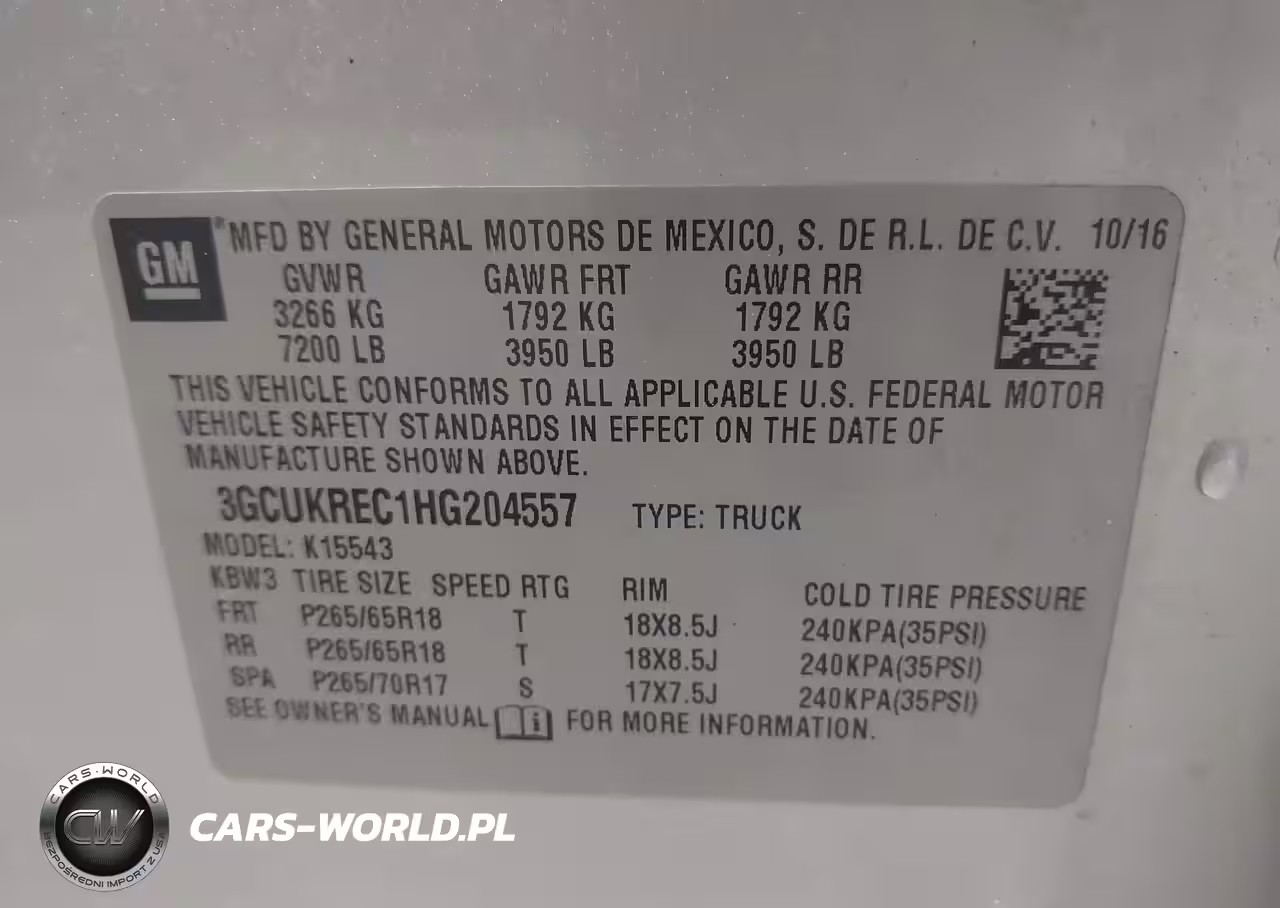 GM
® MFD BY GENERAL MOTORS DE MEXICO, S. DE R.L. DE C.V. 10/16
GVWR GAWR FRT GAWR RR
3266 KG 1792 KG 1792 KG
7200 LB 3950 LB 3950 LB
THIS VEHICLE CONFORMS TO ALL APPLICABLE U.S. FEDERAL MOTOR
VEHICLE SAFETY STANDARDS IN EFFECT ON THE DATE OF
MANUFACTURE SHOWN ABOVE.
3GCUKREC1HG204557 TYPE: TRUCK
MODEL: K15543
KBW3 TIRE SIZE SPEED RTG RIM COLD TIRE PRESSURE
FRT P265/65R18 T 18X8.5J 240KPA(35PSI)
RR P265/65R18 T 18X8.5J 240KPA(35PSI)
SPA P265/70R17 S 17X7.5J 240KPA(35PSI)
SEE OWNER'S MANUAL i FOR MORE INFORMATION.
CARS-WORLD
CW
BEZPOŚREDNI IMPORT Z USA
CARS-WORLD.PL